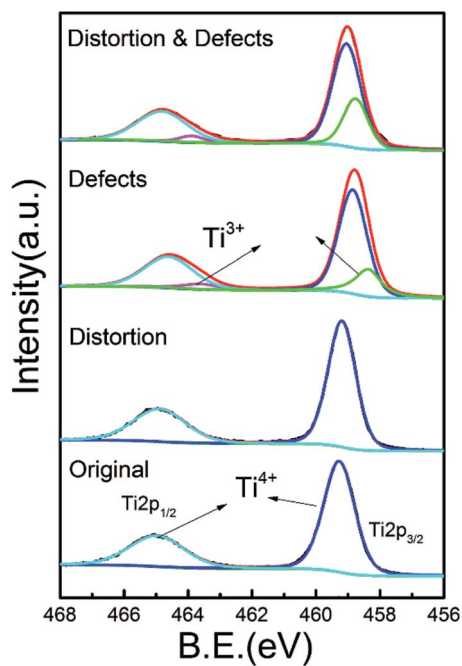 Distortion & Defects
Defects
Ti3+
Distortion
Original
Ti2p1/2
Ti4+
Ti2p3/2
Intensity(a.u.)
468 466 464 462 460 458 456
B.E.(eV)